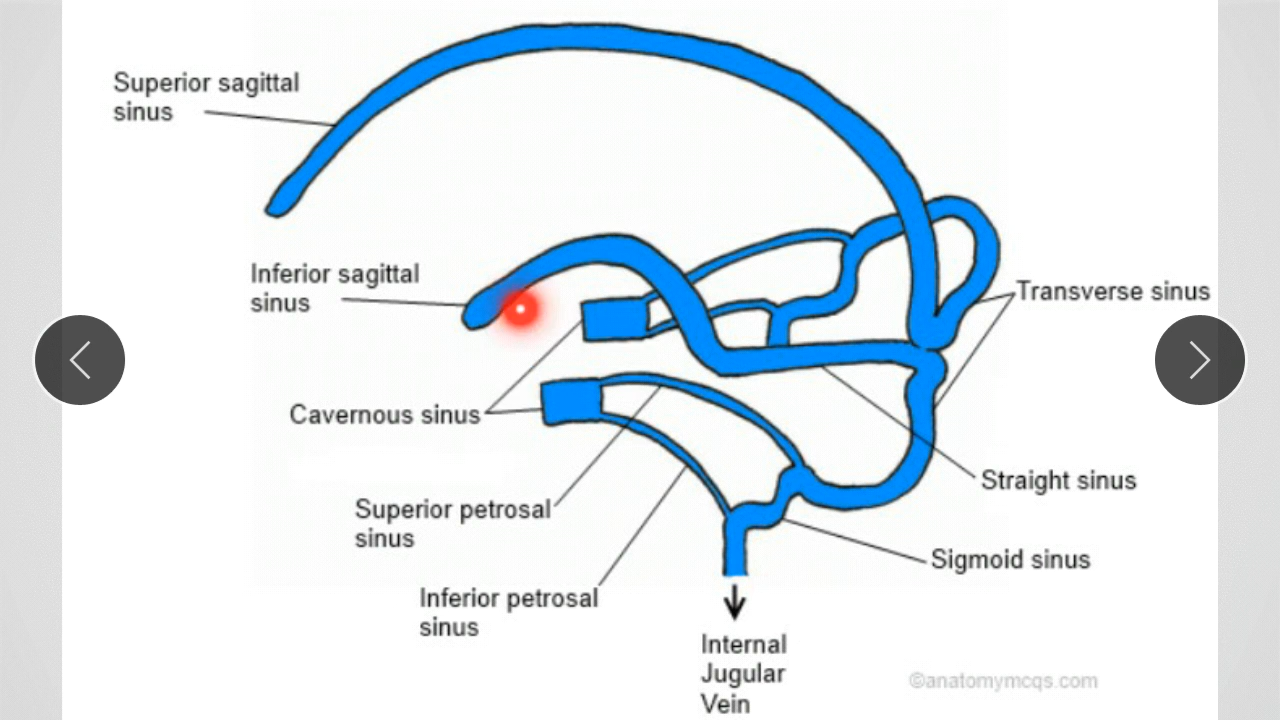 Superior sagittal
sinus
Inferior sagittal
sinus
Transverse sinus
Cavernous sinus
Straight sinus
Superior petrosal
sinus
Sigmoid sinus
Inferior petrosal
sinus
Internal
Jugular
Vein
©anatomymcqs.com